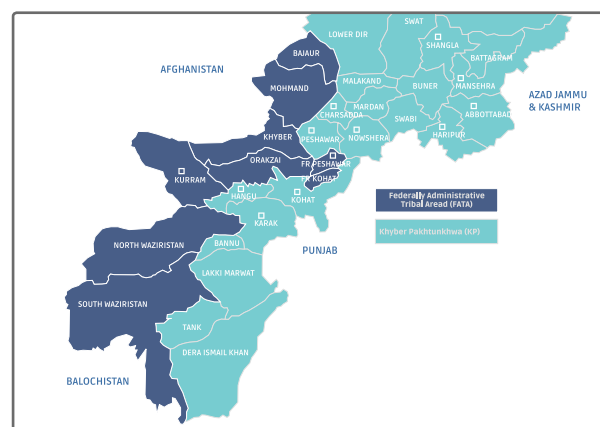 SWAT
LOWER DIR
SHANGLA
BAJAUR
BATTAGRAM
AFGHANISTAN
MOHMAND
MALAKAND
BUNER
MANSEHRA
AZAD JAMMU
& KASHMIR
MARDAN
CHARSADDA
SWABI
ABBOTTABAD
KHYBER
PESHAWAR
NOWSHERA
HARIPUR
ORAKZAI
FR PESHAWAR
KURRAM
FR KOHAT
HANGU
KOHAT
Federally Administrative
Tribal Aread (FATA)
KARAK
Khyber Pakhtunkhwa (KP)
NORTH WAZIRISTAN
BANNU
PUNJAB
LAKKI MARWAT
SOUTH WAZIRISTAN
TANK
DERA ISMAIL KHAN
BALOCHISTAN